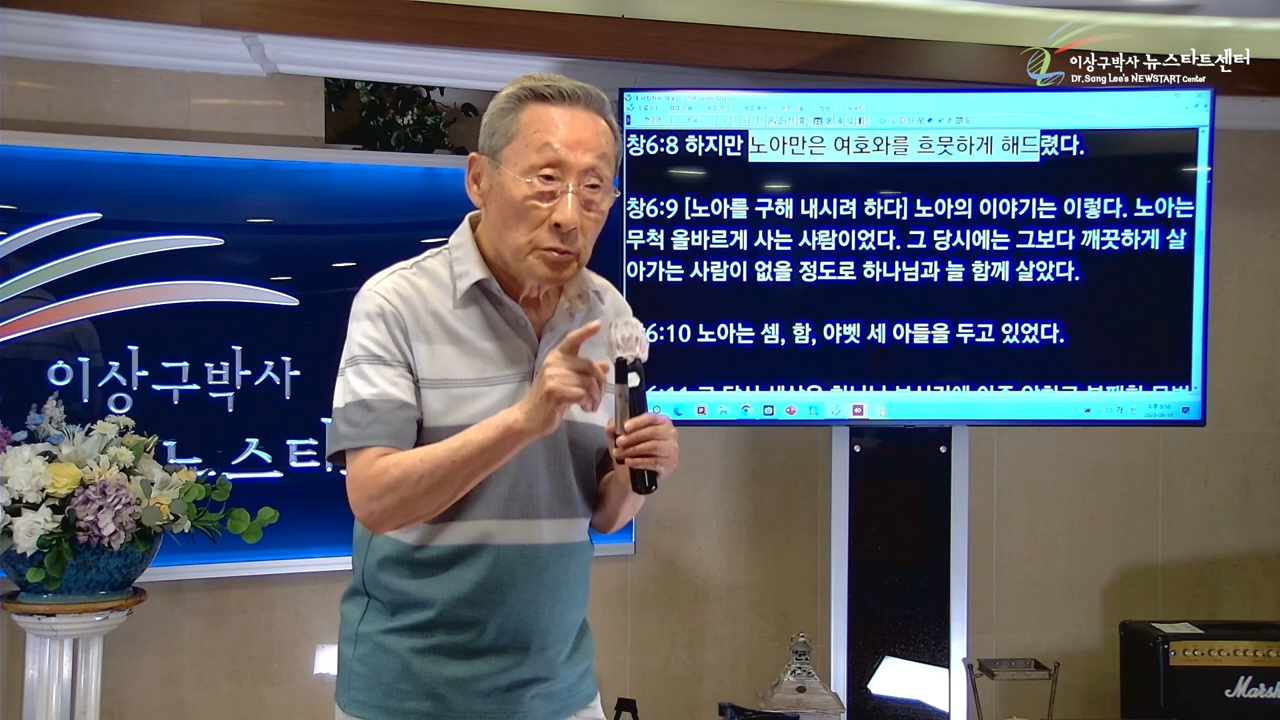 이상구박사 뉴스타트센터
Dr. Sang Lee's NEWSTART Center
창6:8 하지만 노아만은 여호와를 흐뭇하게 해드렸다.
창6:9 [노아를 구해 내시려 하다] 노아의 이야기는 이렇다. 노아는
무척 올바르게 사는 사람이었다. 그 당시에는 그보다 깨끗하게 살
아가는 사람이 없을 정도로 하나님과 늘 함께 살았다.
6:10 노아는 셈, 함, 야벳 세 아들을 두고 있었다.
이상구박사
뉴스타
Marsh